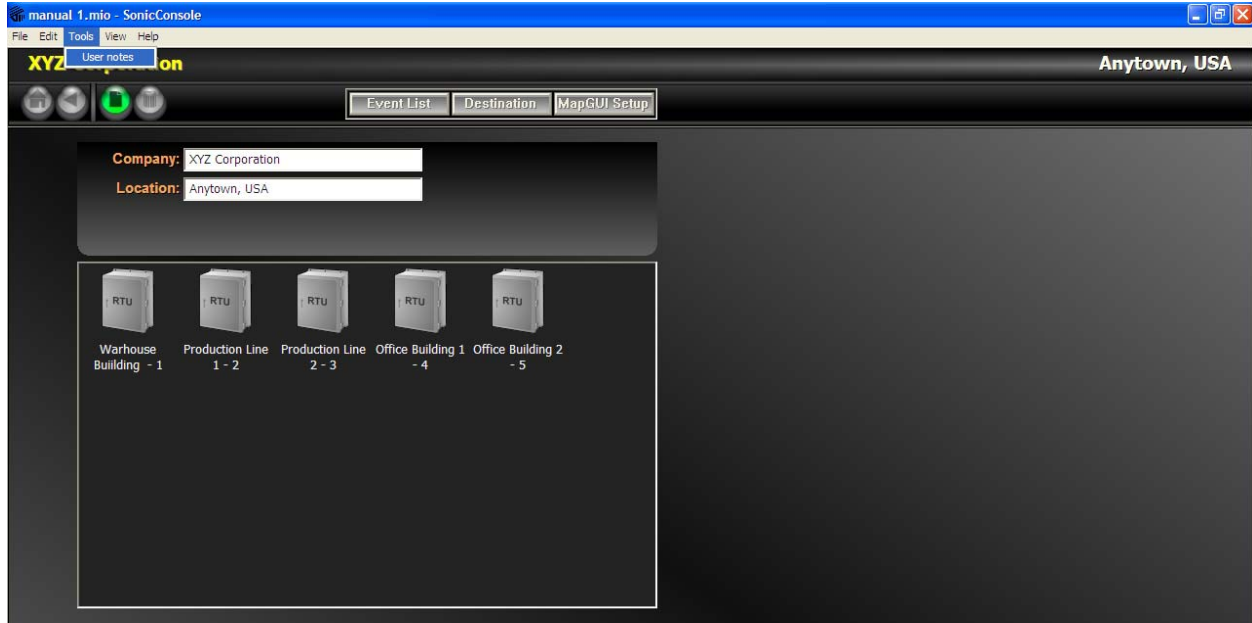 manual 1.mio - SonicConsole
File Edit Tools View Help
User notes
XYZ
on
Anytown, USA
Event List Destination MapGUI Setup
Company: XYZ Corporation
Location: Anytown, USA
RTU RTU RTU RTU RTU
Warhouse Production Line Production Line Office Building 1 Office Building 2
Buiilding - 1 1 - 2 2 - 3 - 4 - 5